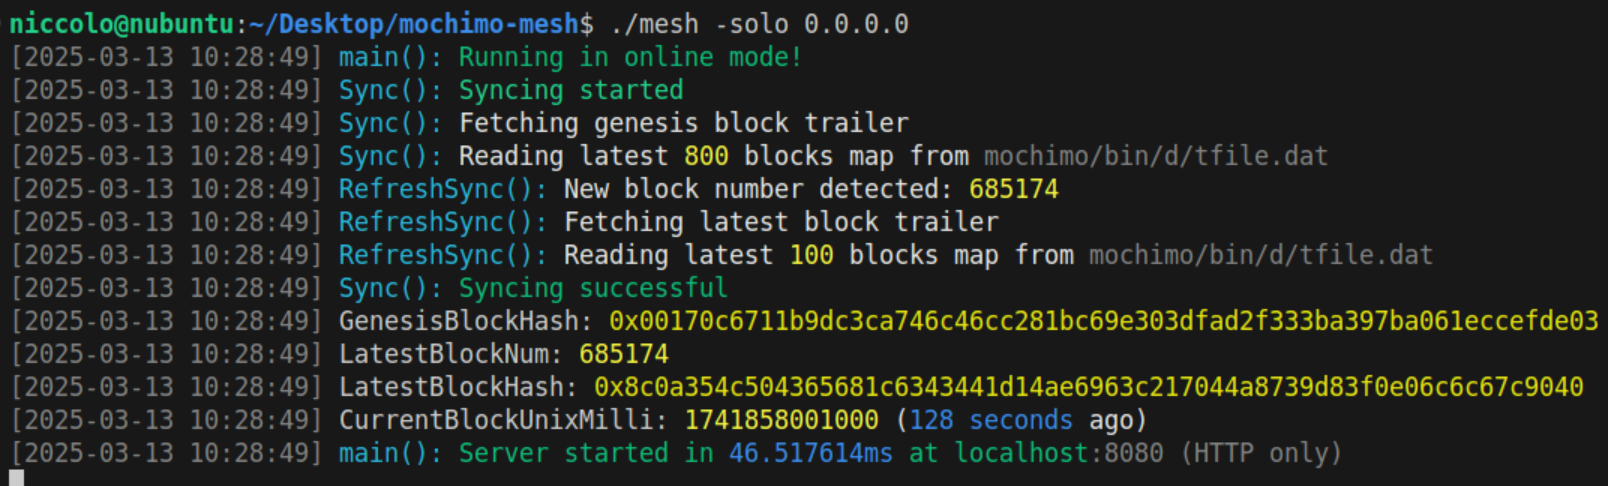 niccolo@nubuntu:~/Desktop/mochimo-mesh$ ./mesh -solo 0.0.0.0
[2025-03-13 10:28:49] main(): Running in online mode!
[2025-03-13 10:28:49] Sync(): Syncing started
[2025-03-13 10:28:49] Sync(): Fetching genesis block trailer
[2025-03-13 10:28:49] Sync(): Reading latest 800 blocks map from mochimo/bin/d/tfile.dat
[2025-03-13 10:28:49] RefreshSync(): New block number detected: 685174
[2025-03-13 10:28:49] RefreshSync(): Fetching latest block trailer
[2025-03-13 10:28:49] RefreshSync(): Reading latest 100 blocks map from mochimo/bin/d/tfile.dat
[2025-03-13 10:28:49] Sync(): Syncing successful
[2025-03-13 10:28:49] GenesisBlockHash: 0x00170c6711b9dc3ca746c46cc281bc69e303dfad2f333ba397ba061eccefde03
[2025-03-13 10:28:49] LatestBlockNum: 685174
[2025-03-13 10:28:49] LatestBlockHash: 0x8c0a354c504365681c6343441d14ae6963c217044a8739d83f0e06c6c67c9040
[2025-03-13 10:28:49] CurrentBlockUnixMilli: 1741858001000 (128 seconds ago)
[2025-03-13 10:28:49] main(): Server started in 46.517614ms at localhost:8080 (HTTP only)